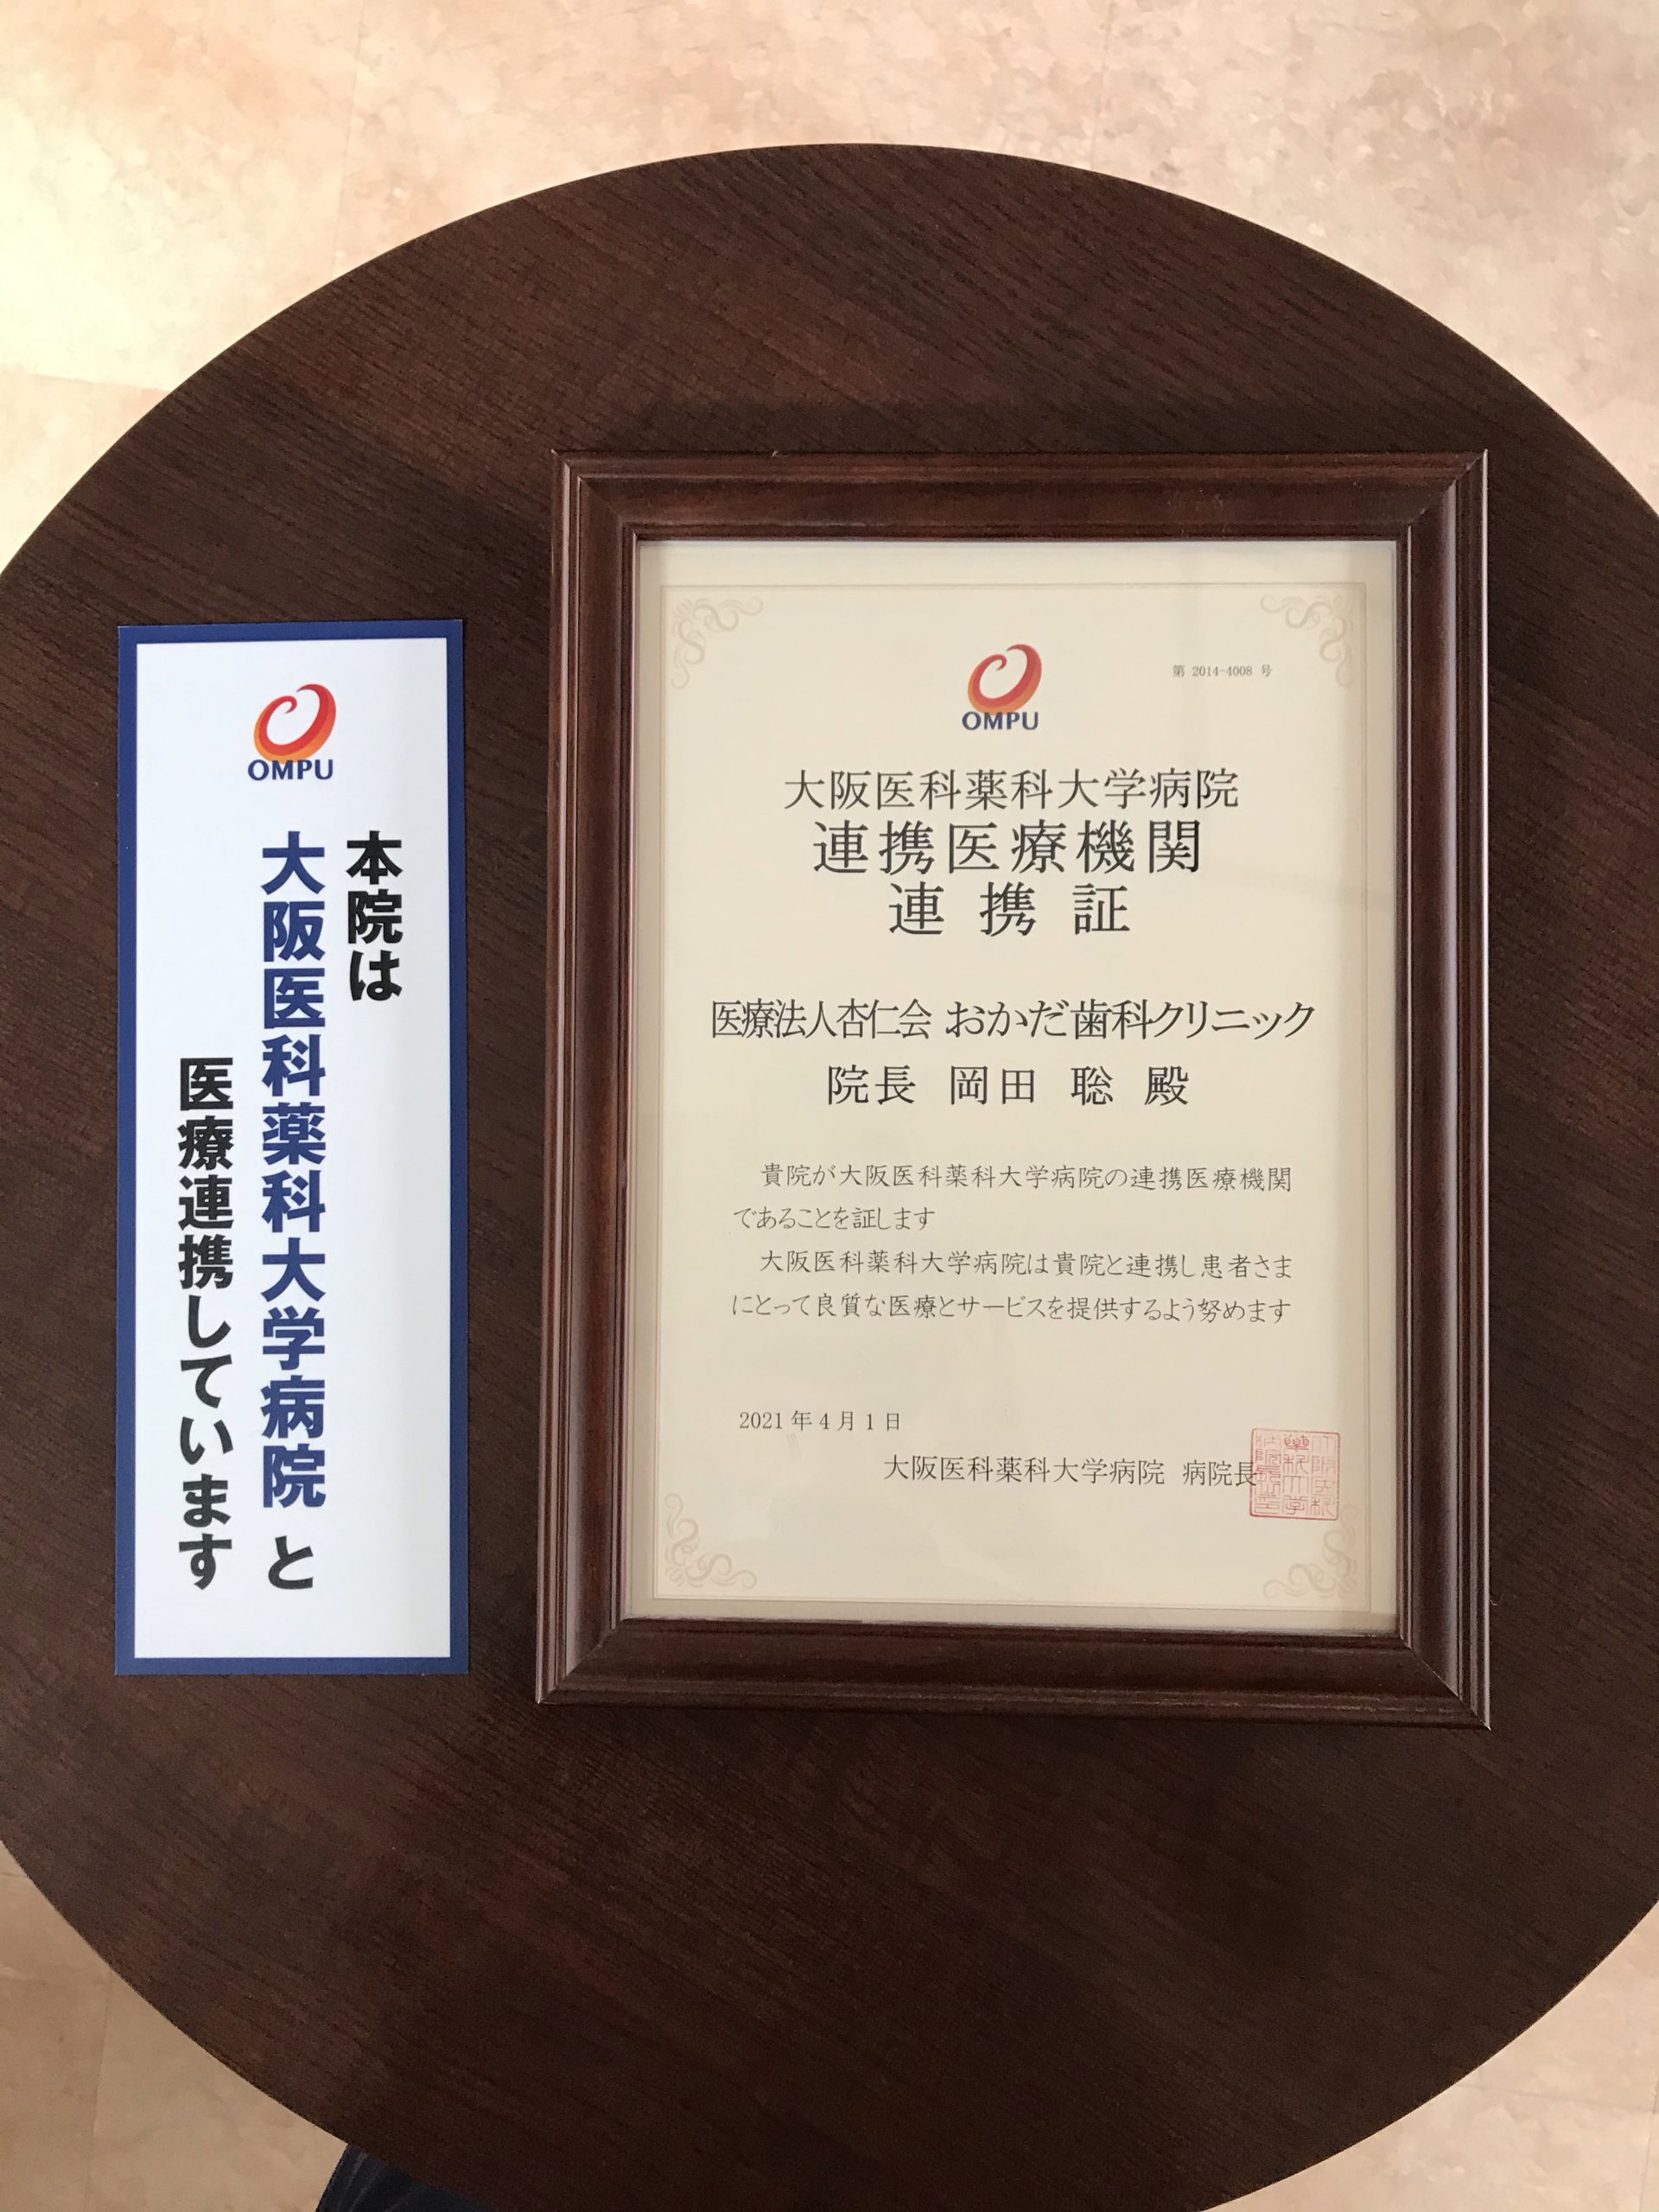 OMPU
本院は
大阪医科薬科大学病院と
医療連携しています
OMPU
第 2014-4008 号
大阪医科薬科大学病院
連携医療機関
連携証
医療法人杏仁会 おかだ歯科クリニック
院長 岡田 聡 殿
貴院が大阪医科薬科大学病院の連携医療機関
であることを証します
大阪医科薬科大学病院は貴院と連携し患者さま
にとって良質な医療とサービスを提供するよう努めます
2021年4月1日
大阪医科薬科大学病院 病院長